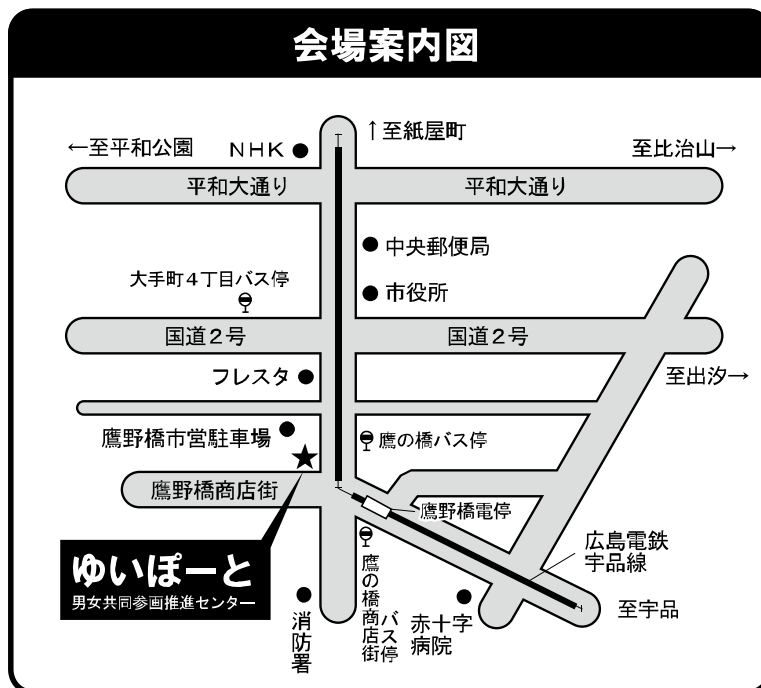 会場案内図
↑至紙屋町
←至平和公園
NHK
至比治山→
平和大通り
平和大通り
中央郵便局
大手町4丁目バス停
市役所
国道2号
国道2号
フレスタ
至出汐→
鷹野橋市営駐車場
鷹の橋バス停
鷹野橋商店街
鷹野橋電停
広島電鉄
宇品線
ゆいぽーと
男女共同参画推進センター
消防署
鷹の橋商店街
バス停
赤十字
病院
至宇品